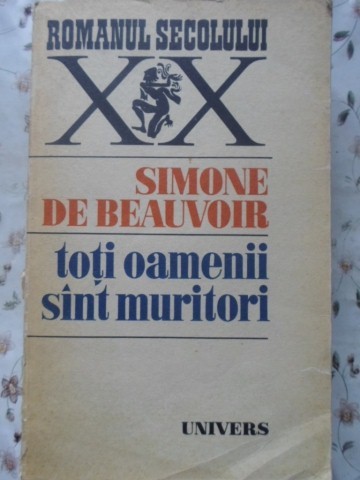 ROMANUL SECOLULUI
XX
SIMONE
DE BEAUVOIR
toți oamenii
sînt muritori
UNIVERS